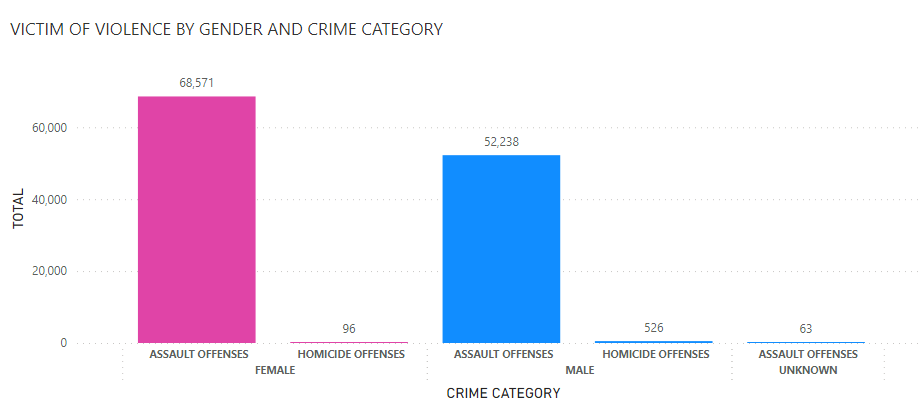 VICTIM OF VIOLENCE BY GENDER AND CRIME CATEGORY
68,571
60,000
52,238
40,000
TOTAL
20,000
96
526
63
0
ASSAULT OFFENSES HOMICIDE OFFENSES ASSAULT OFFENSES HOMICIDE OFFENSES ASSAULT OFFENSES
FEMALE MALE UNKNOWN
CRIME CATEGORY